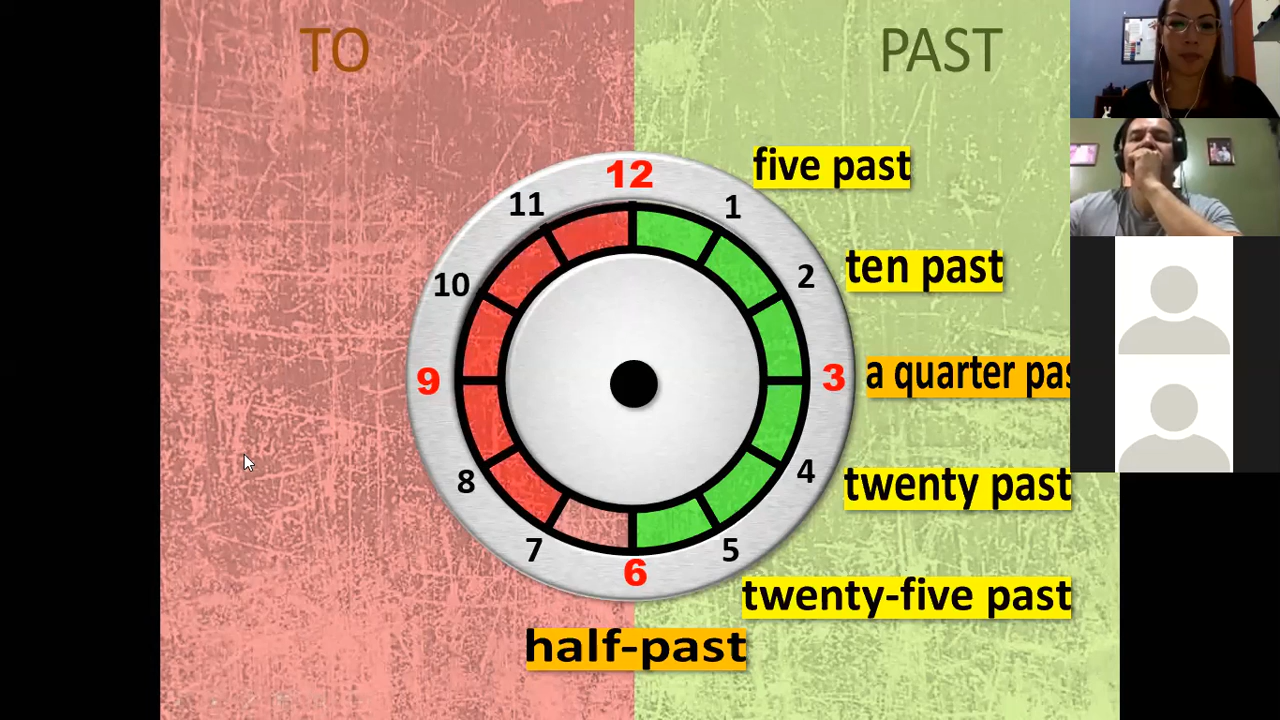 TO
PAST
five past
12
11
1
10
2
ten past
9
3
a quarter pas
8
4
twenty past
7
5
6
twenty-five past
half-past